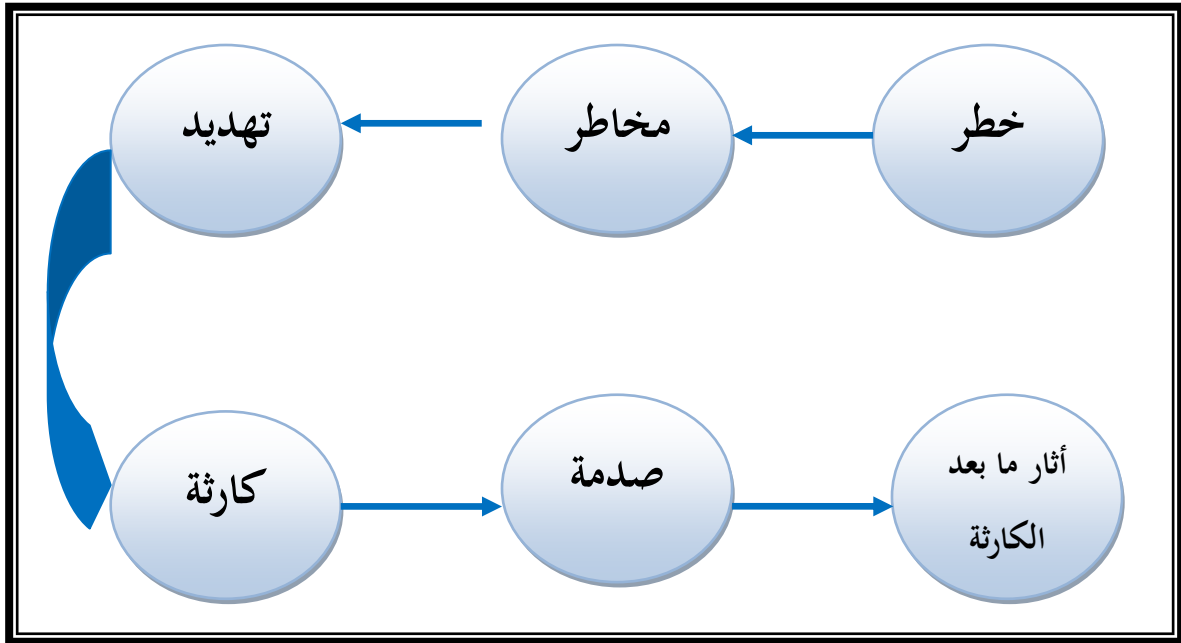 خطر
مخاطر
تهديد
كارثة
صدمة
أثار ما بعد
الكارثة